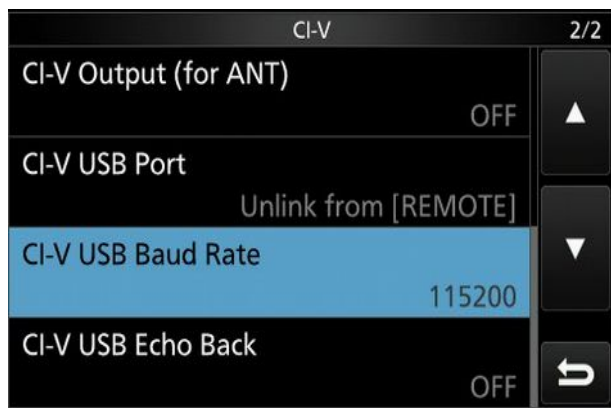 CI-V 2/2
CI-V Output (for ANT)
OFF
CI-V USB Port
Unlink from [REMOTE]
CI-V USB Baud Rate
115200
CI-V USB Echo Back
OFF